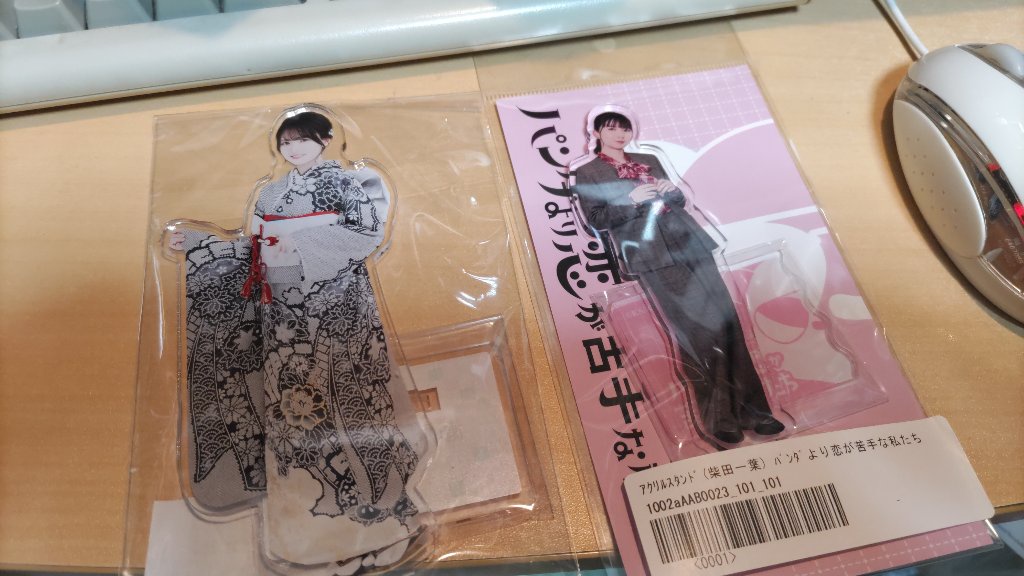 パンダより恋が苦手な
アクリルスタンド (柴田一葉) パンダより恋が苦手な私たち
1002aAAB0023_101_101
<0001>